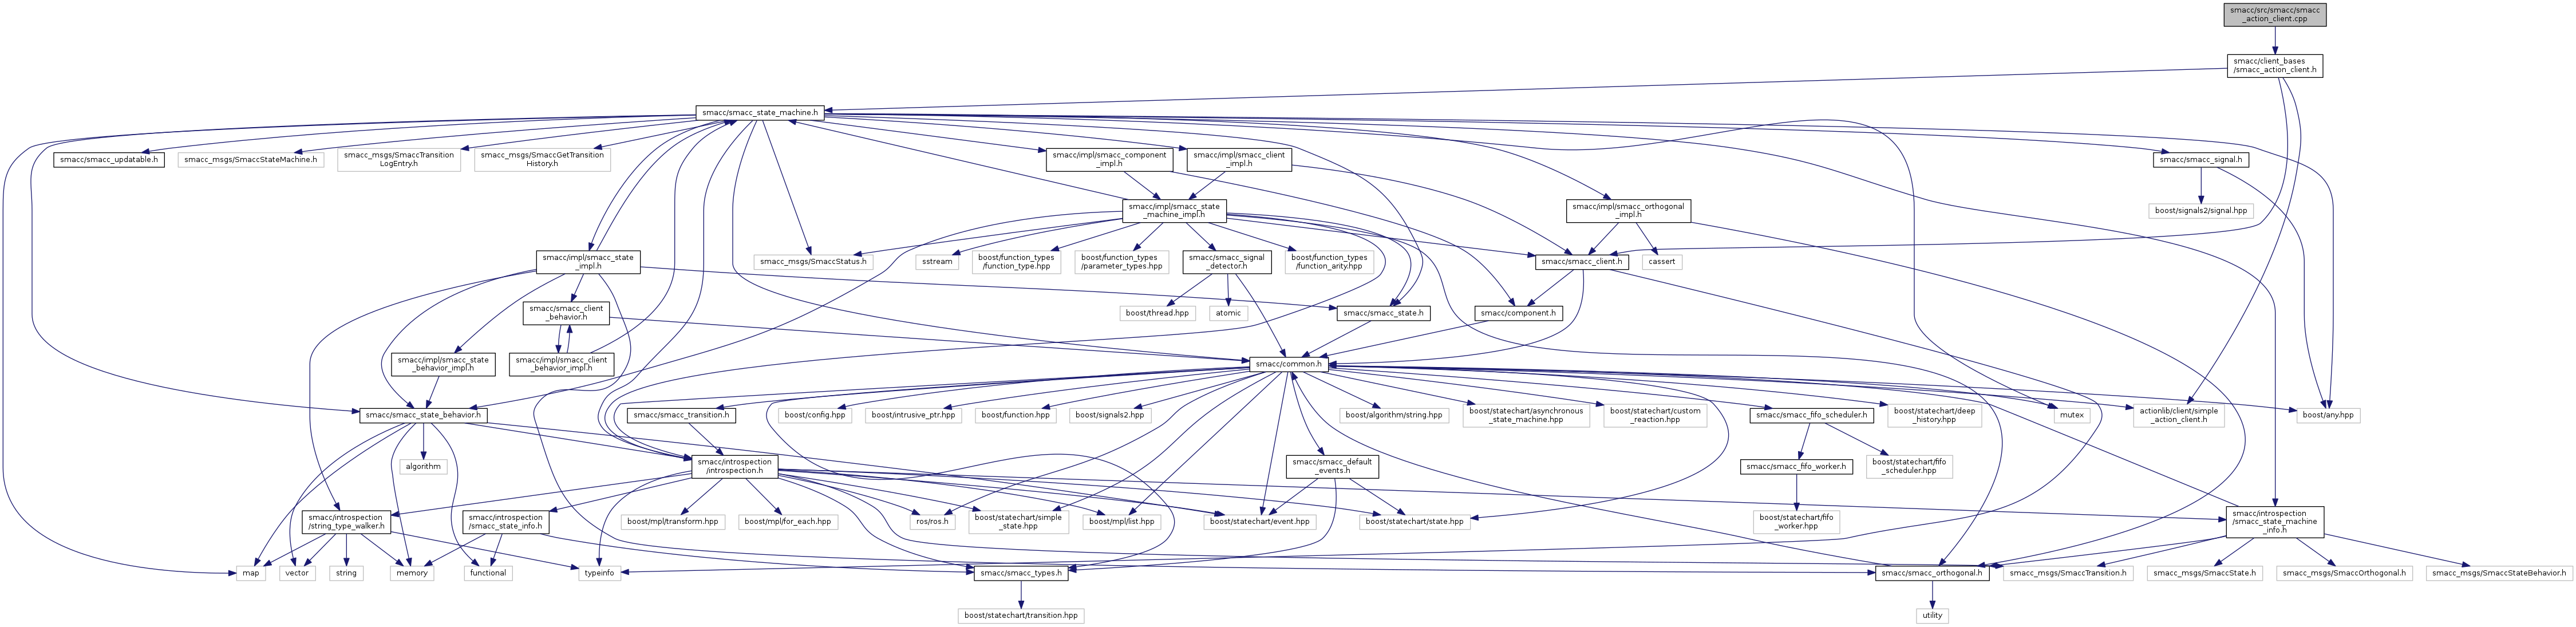 smacc/src/smacc/smacc
_action_client.cpp
smacc/client_bases
/smacc_action_client.h
smacc/smacc_state_machine.h
smacc/smacc_updatable.h
smacc_msgs/SmaccStateMachine.h
smacc_msgs/SmaccTransition
LogEntry.h
smacc_msgs/SmaccGetTransition
History.h
smacc/impl/smacc_component
_impl.h
smacc/impl/smacc_client
_impl.h
smacc/smacc_signal.h
smacc/impl/smacc_state
_machine_impl.h
smacc/impl/smacc_orthogonal
_impl.h
boost/signals2/signal.hpp
smacc/impl/smacc_state
_impl.h
smacc_msgs/SmaccStatus.h
sstream
boost/function_types
/function_type.hpp
boost/function_types
/parameter_types.hpp
smacc/smacc_signal
_detector.h
boost/function_types
/function_arity.hpp
smacc/smacc_client.h
cassert
smacc/smacc_client
_behavior.h
boost/thread.hpp
atomic
smacc/smacc_state.h
smacc/component.h
smacc/impl/smacc_state
_behavior_impl.h
smacc/impl/smacc_client
_behavior_impl.h
smacc/common.h
smacc/smacc_state_behavior.h
smacc/smacc_transition.h
boost/config.hpp
boost/intrusive_ptr.hpp
boost/function.hpp
boost/signals2.hpp
boost/algorithm/string.hpp
boost/statechart/asynchronous
_state_machine.hpp
boost/statechart/custom
_reaction.hpp
smacc/smacc_fifo_scheduler.h
boost/statechart/deep
_history.hpp
mutex
actionlib/client/simple
_action_client.h
boost/any.hpp
algorithm
smacc/introspection
/introspection.h
smacc/smacc_default
_events.h
smacc/smacc_fifo_worker.h
boost/statechart/fifo
_scheduler.hpp
smacc/introspection
/string_type_walker.h
smacc/introspection
/smacc_state_info.h
boost/mpl/transform.hpp
boost/mpl/for_each.hpp
ros/ros.h
boost/statechart/simple
_state.hpp
boost/mpl/list.hpp
boost/statechart/event.hpp
boost/statechart/state.hpp
boost/statechart/fifo
_worker.hpp
smacc/introspection
/smacc_state_machine
_info.h
map
vector
string
memory
functional
typeinfo
smacc/smacc_types.h
smacc/smacc_orthogonal.h
smacc_msgs/SmaccTransition.h
smacc_msgs/SmaccState.h
smacc_msgs/SmaccOrthogonal.h
smacc_msgs/SmaccStateBehavior.h
boost/statechart/transition.hpp
utility